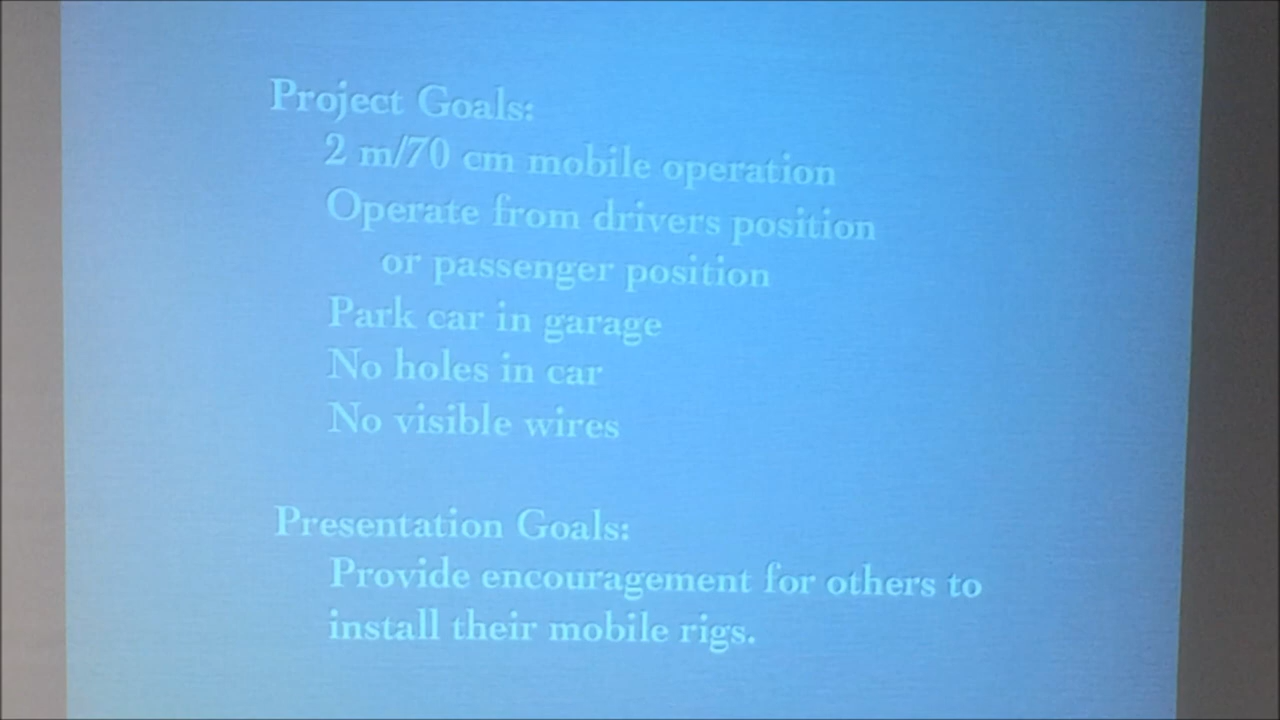 Project Goals:
2 m/70 cm mobile operation
Operate from drivers position
or passenger position
Park car in garage
No holes in car
No visible wires
Presentation Goals:
Provide encouragement for others to
install their mobile rigs.